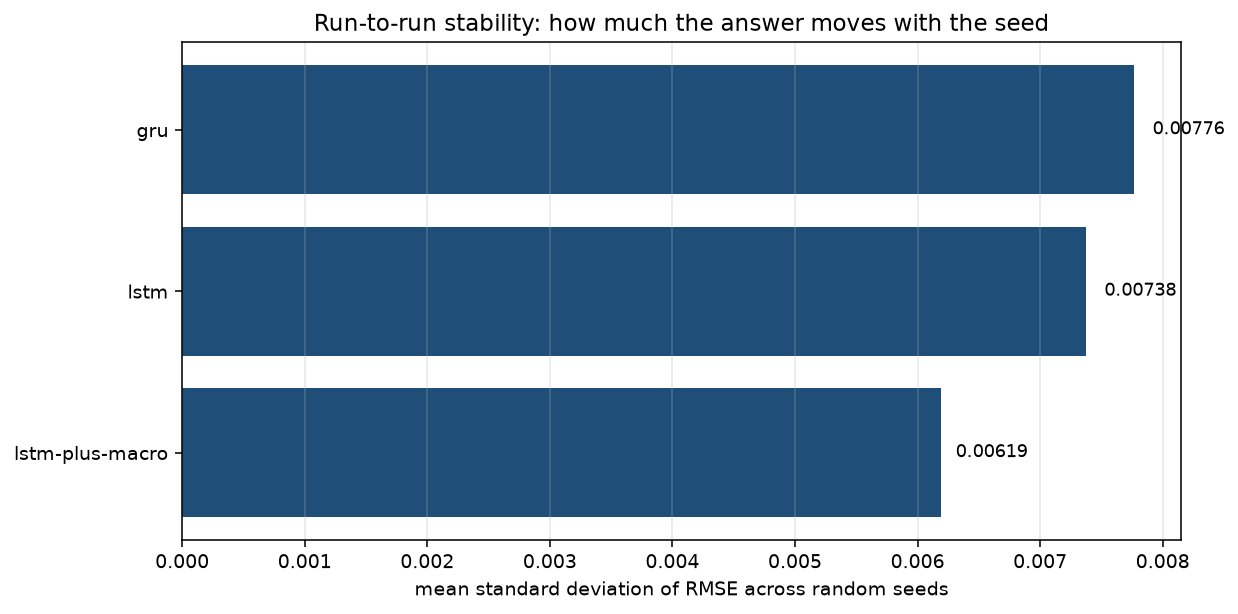 Run-to-run stability: how much the answer moves with the seed
gru
0.00776
lstm
0.00738
lstm-plus-macro
0.00619
0.000 0.001 0.002 0.003 0.004 0.005 0.006 0.007 0.008
mean standard deviation of RMSE across random seeds